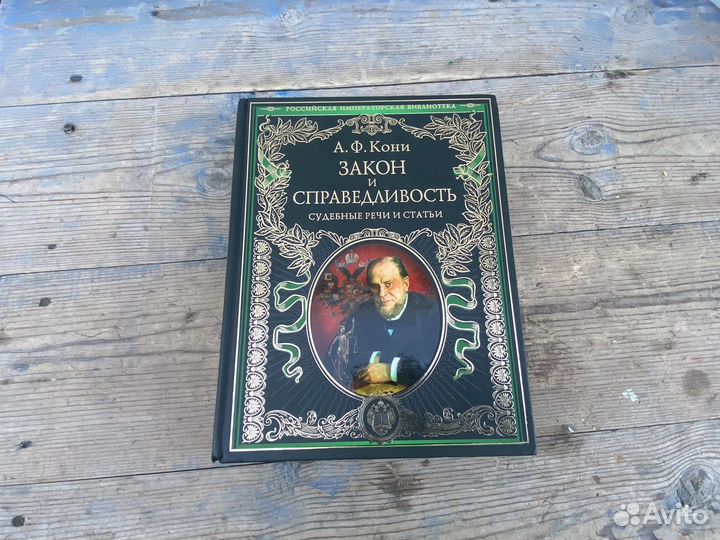 РОССИЙСКАЯ ИМПЕРАТОРСКАЯ БИБЛИОТЕКА
А. Ф. Кони
ЗАКОН
И
СПРАВЕДЛИВОСТЬ
СУДЕБНЫЕ РЕЧИ И СТАТЬИ
Avito